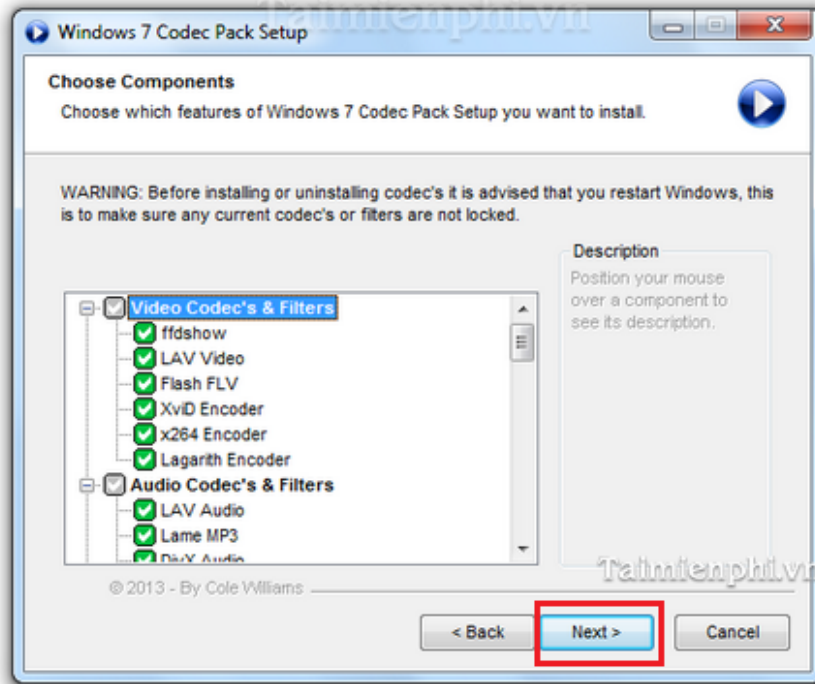 Taimienphi.vn
Windows 7 Codec Pack Setup
Choose Components
Choose which features of Windows 7 Codec Pack Setup you want to install.
WARNING: Before installing or uninstalling codec's it is advised that you restart Windows, this
is to make sure any current codec's or filters are not locked.
Description
Position your mouse
over a component to
see its description.
Video Codec's & Filters
ffdshow
LAV Video
Flash FLV
XviD Encoder
x264 Encoder
Lagarith Encoder
Audio Codec's & Filters
LAV Audio
Lame MP3
DivX Audio
Taimienphi.vn
© 2013 - By Cole Williams
< Back
Next >
Cancel